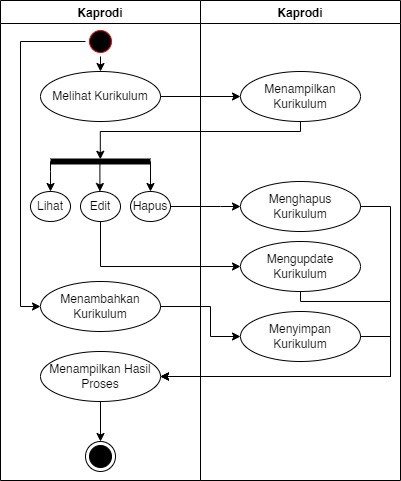 Kaprodi
Kaprodi
Melihat Kurikulum
Menampilkan
Kurikulum
Lihat
Edit
Hapus
Menghapus
Kurikulum
Mengupdate
Kurikulum
Menambahkan
Kurikulum
Menyimpan
Kurikulum
Menampilkan Hasil
Proses